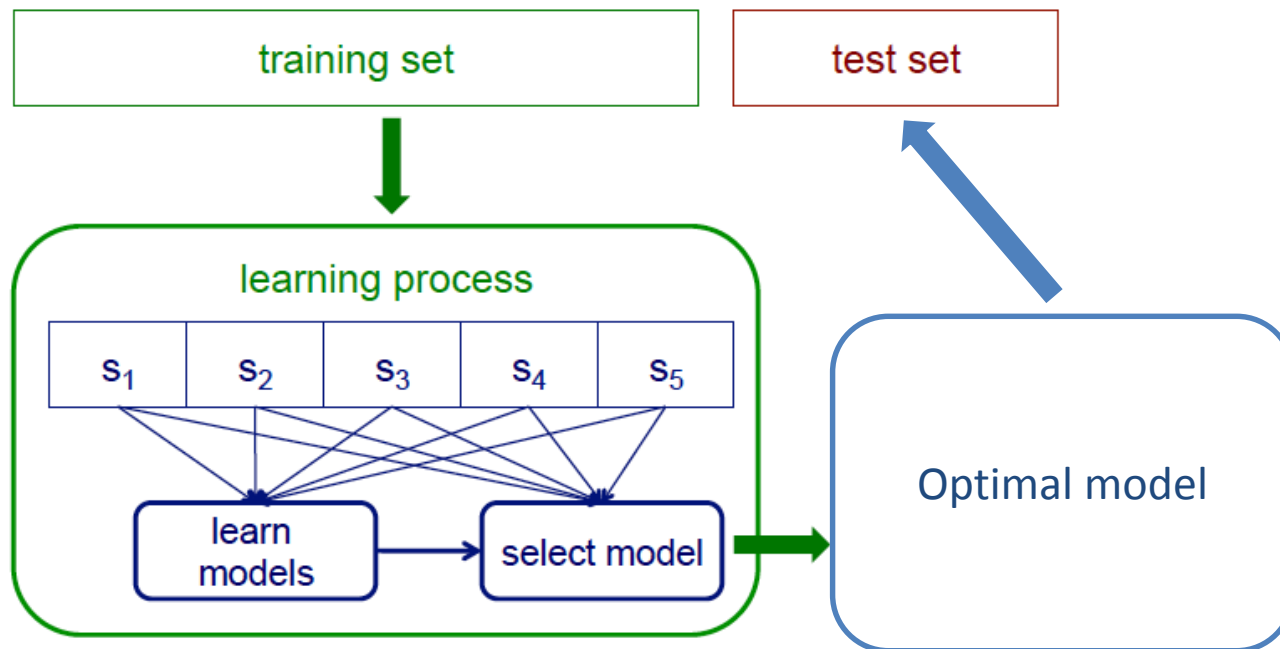 training set
test set
learning process
s₁ s₂ s₃ s₄ s₅
learn
models
select model
Optimal model